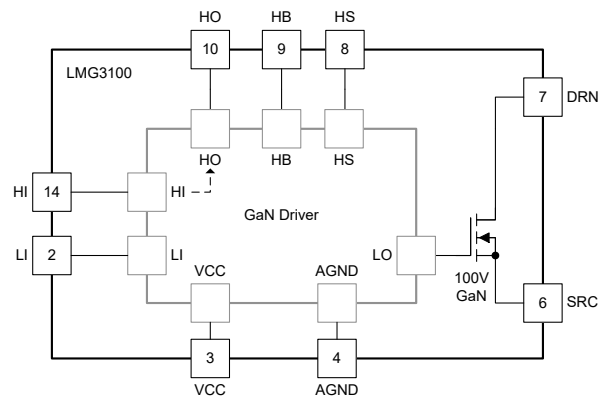 HO HB HS
10 9 8
LMG3100
7 DRN
HO HB HS
HI 14 HI
GaN Driver
LI 2 LI
LO
VCC AGND
100V
GaN
6 SRC
3 4
VCC AGND